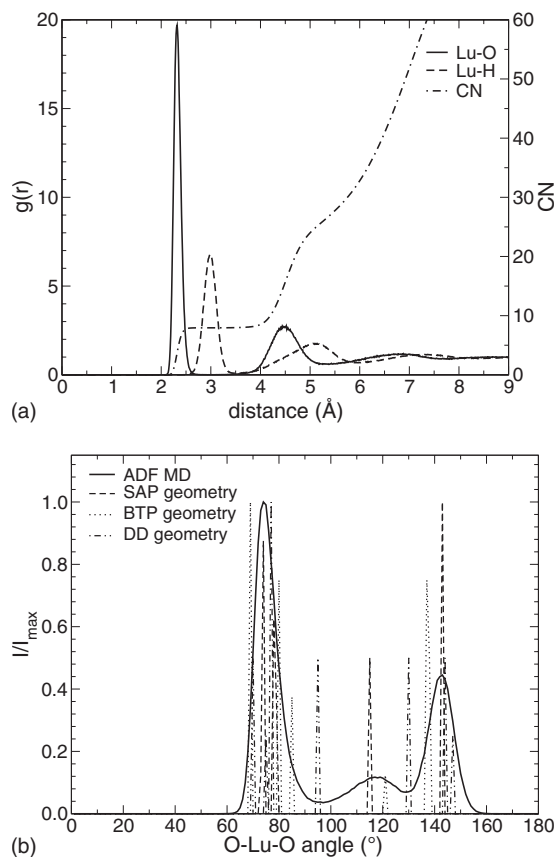 20
15
10
5
0
g(r)
60
50
40
30
20
10
0
CN
Lu-O
Lu-H
CN
0 1 2 3 4 5 6 7 8 9
distance (Å)
(a)
1.0
0.8
0.6
0.4
0.2
0.0
I/Imax
ADF MD
SAP geometry
BTP geometry
DD geometry
0 20 40 60 80 100 120 140 160 180
O-Lu-O angle (°)
(b)